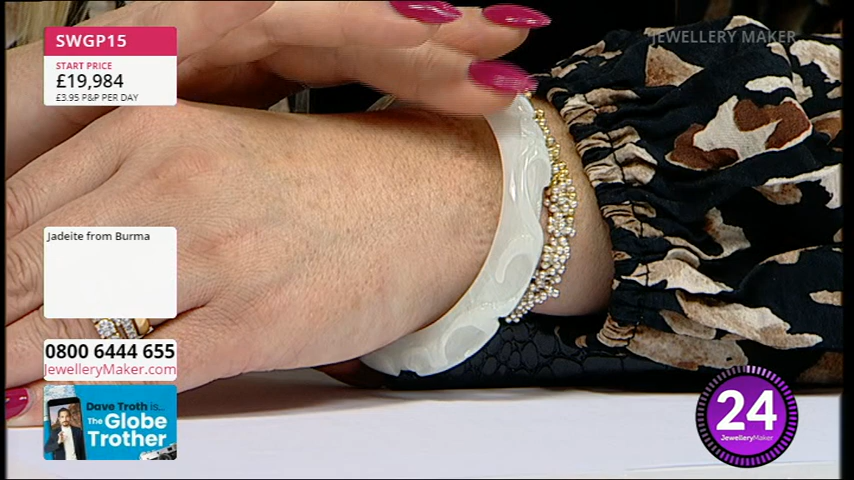 SWGP15
START PRICE
£19,984
£3.95 P&P PER DAY
JEWELLERY MAKER
Jadeite from Burma
0800 6444 655
JewelleryMaker.com
Dave Troth is...
The Globe
Trother
24
JewelleryMaker